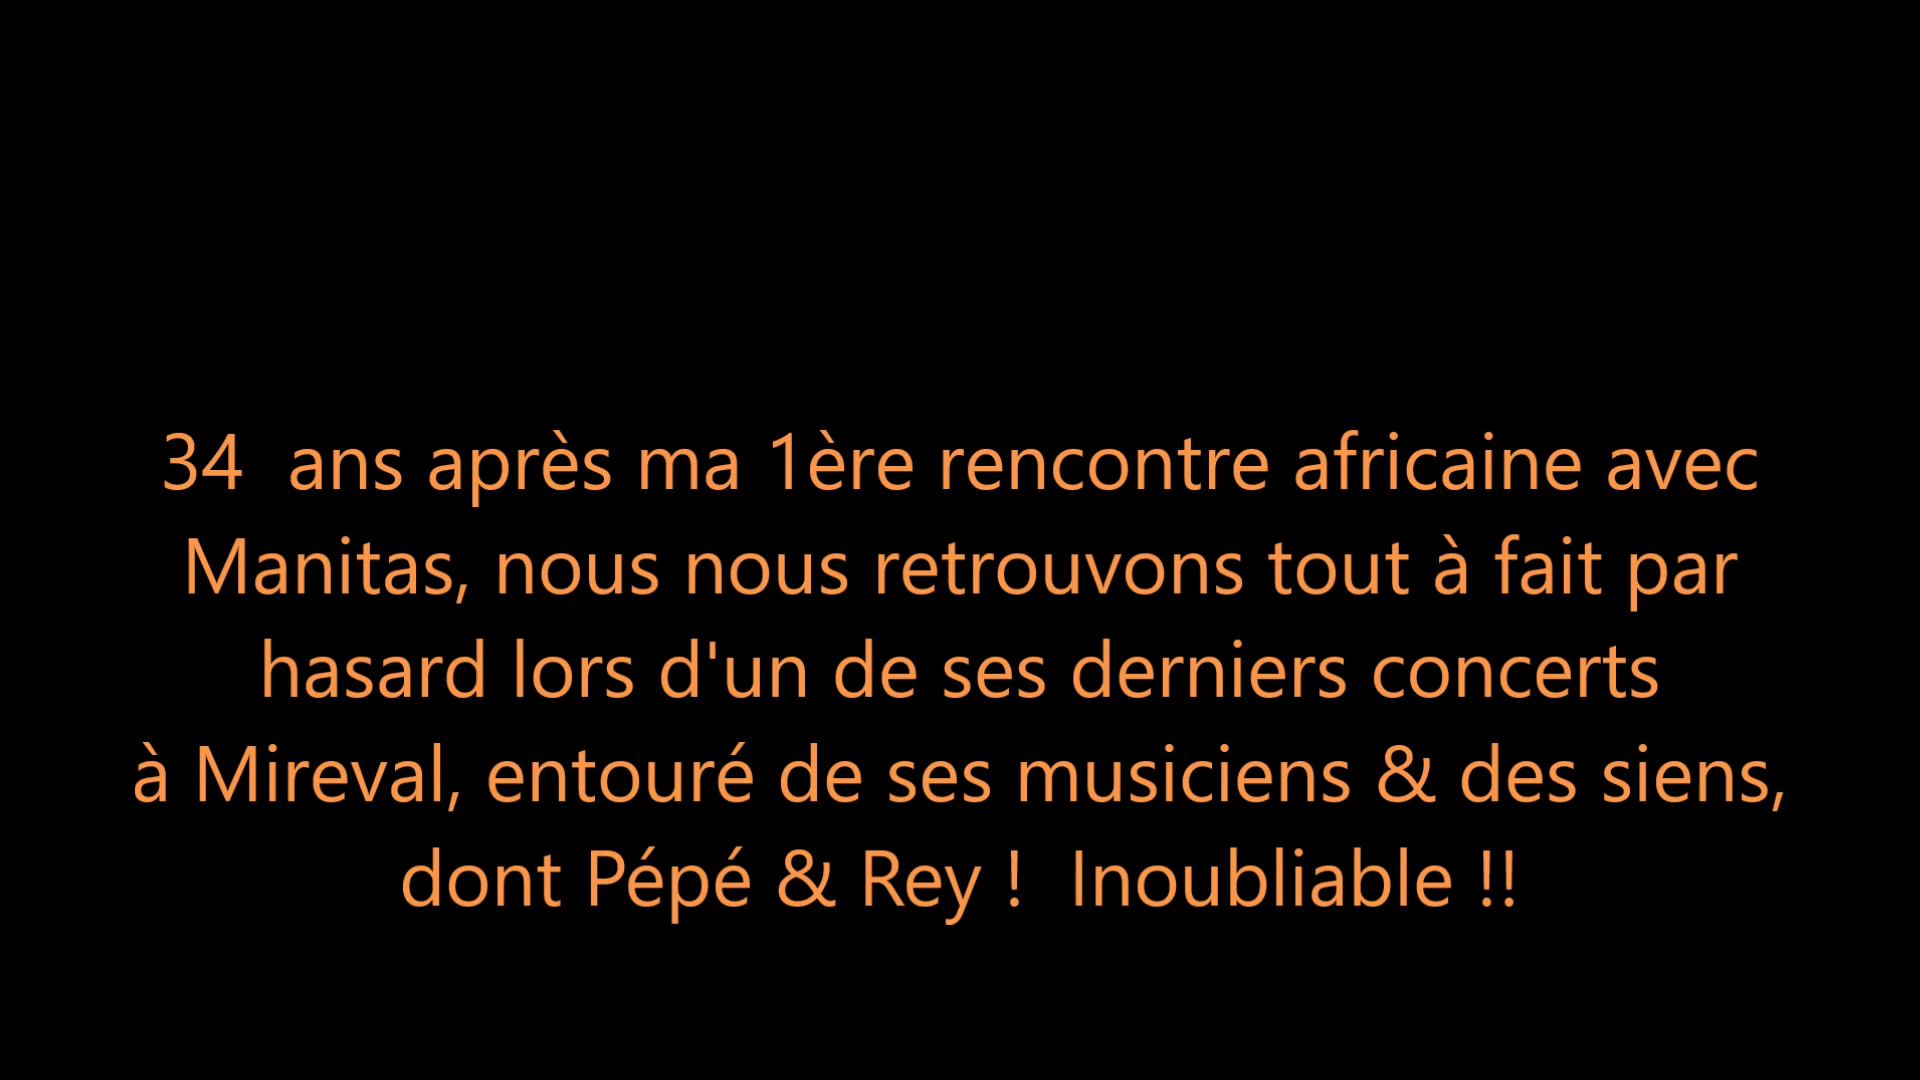 34  ans après ma 1ère rencontre africaine avec
Manitas, nous nous retrouvons tout à fait par
hasard lors d'un de ses derniers concerts
à Mireval, entouré de ses musiciens & des siens,
dont Pépé & Rey !  Inoubliable !!